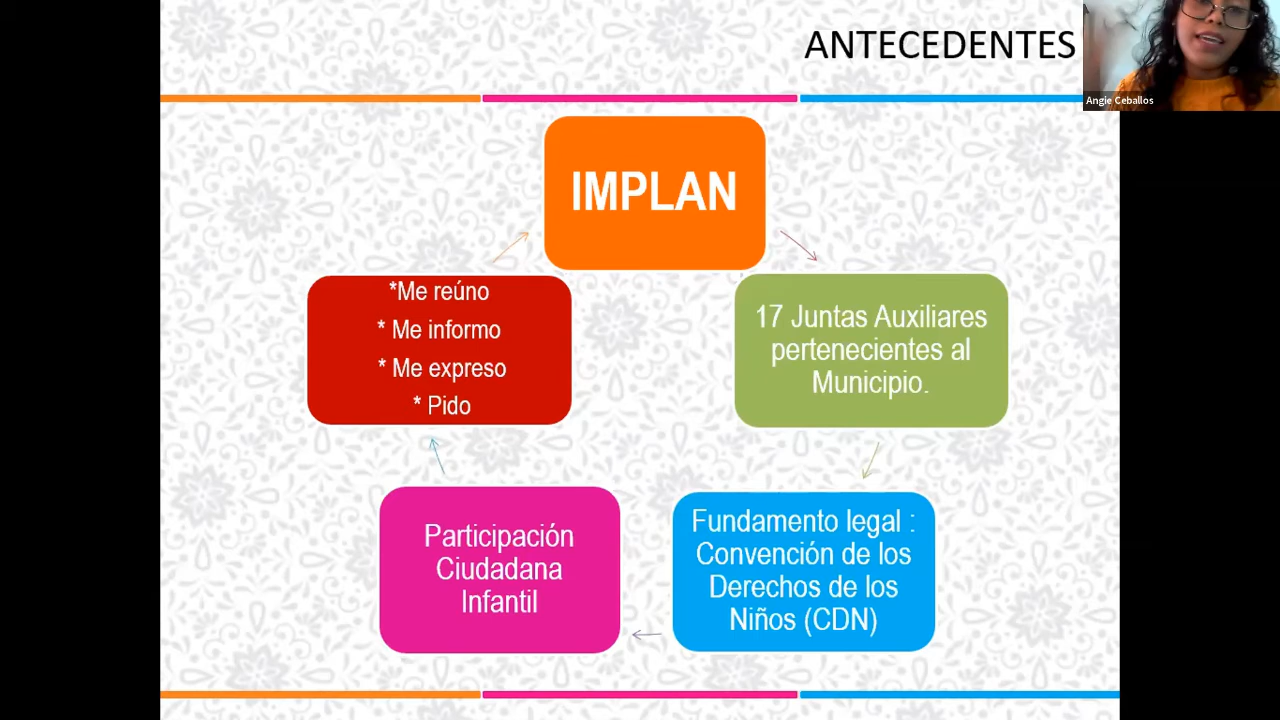 ANTECEDENTES
Angie Ceballos
IMPLAN
17 Juntas Auxiliares
pertenecientes al
Municipio.
Fundamento legal :
Convención de los
Derechos de los
Niños (CDN)
Participación
Ciudadana
Infantil
*Me reúno
* Me informo
* Me expreso
* Pido